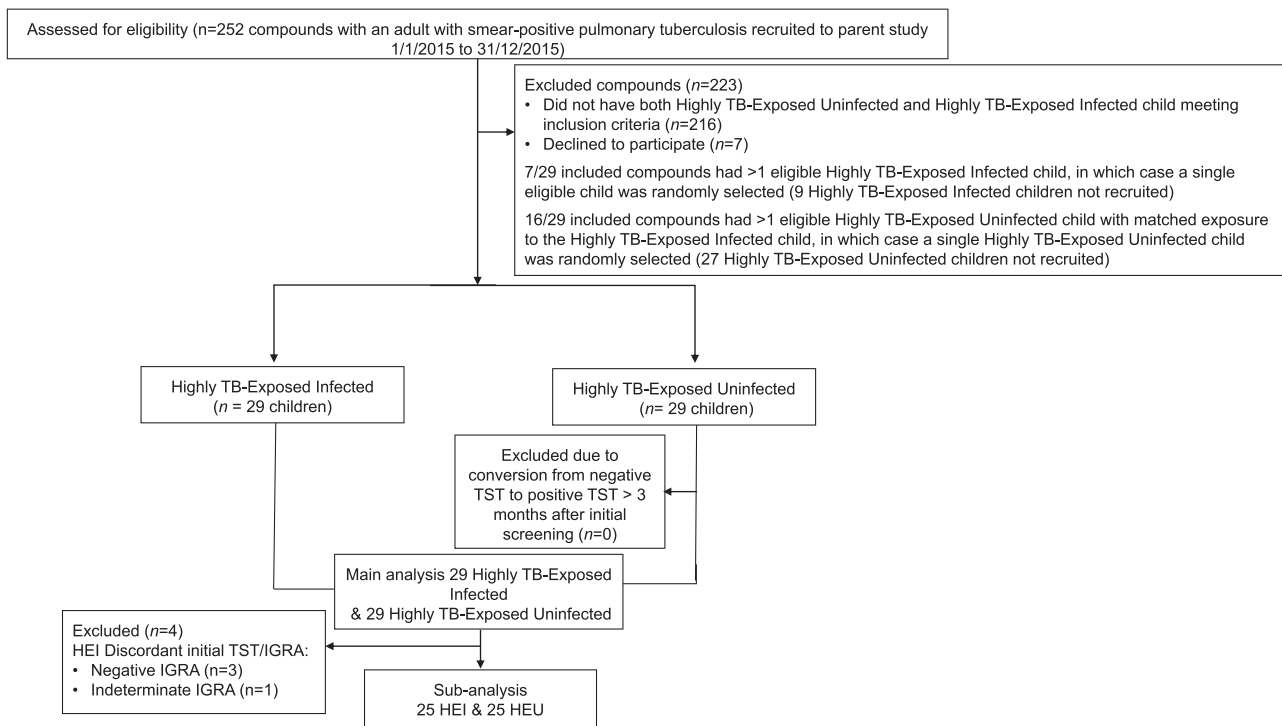 Assessed for eligibility (n=252 compounds with an adult with smear-positive pulmonary tuberculosis recruited to parent study
1/1/2015 to 31/12/2015)
Excluded compounds (n=223)
• Did not have both Highly TB-Exposed Uninfected and Highly TB-Exposed Infected child meeting
inclusion criteria (n=216)
• Declined to participate (n=7)
7/29 included compounds had >1 eligible Highly TB-Exposed Infected child, in which case a single
eligible child was randomly selected (9 Highly TB-Exposed Infected children not recruited)
16/29 included compounds had >1 eligible Highly TB-Exposed Uninfected child with matched exposure
to the Highly TB-Exposed Infected child, in which case a single Highly TB-Exposed Uninfected child
was randomly selected (27 Highly TB-Exposed Uninfected children not recruited)
Highly TB-Exposed Infected
(n = 29 children)
Highly TB-Exposed Uninfected
(n= 29 children)
Excluded due to
conversion from negative
TST to positive TST > 3
months after initial
screening (n=0)
Main analysis 29 Highly TB-Exposed
Infected
& 29 Highly TB-Exposed Uninfected
Excluded (n=4)
HEI Discordant initial TST/IGRA:
• Negative IGRA (n=3)
• Indeterminate IGRA (n=1)
Sub-analysis
25 HEI & 25 HEU